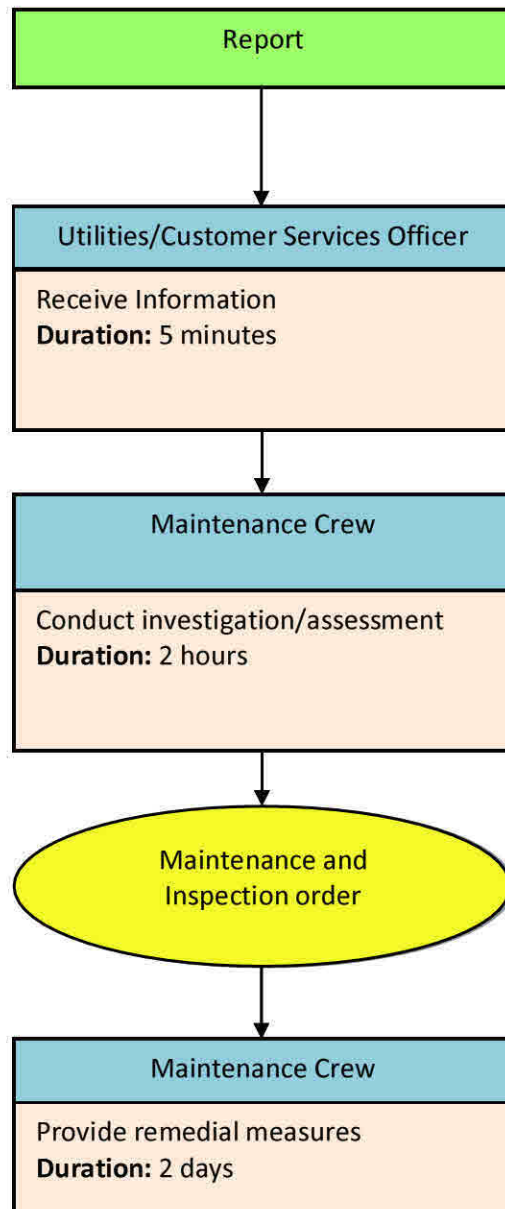 Report
Utilities/Customer Services Officer
Receive Information
Duration: 5 minutes
Maintenance Crew
Conduct investigation/assessment
Duration: 2 hours
Maintenance and
Inspection order
Maintenance Crew
Provide remedial measures
Duration: 2 days